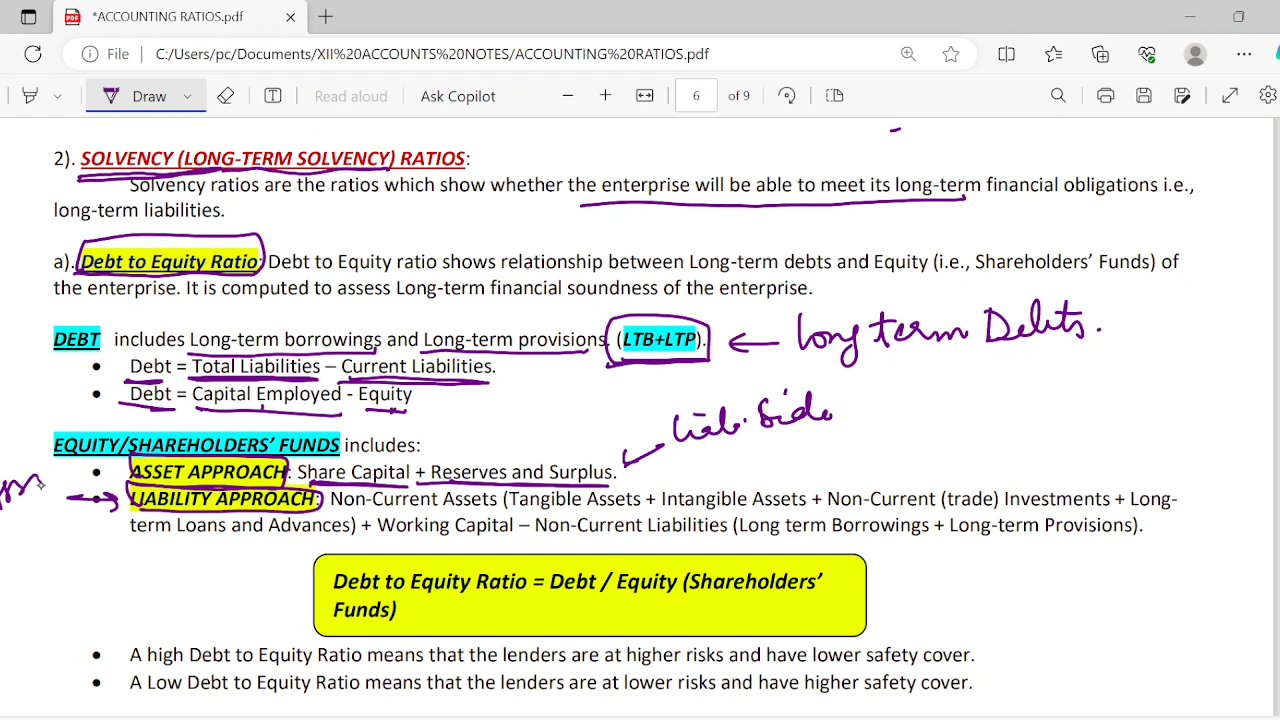 *ACCOUNTING RATIOS.pdf
File C:/Users/pc/Documents/XII%20ACCOUNTS%20NOTES/ACCOUNTING%20RATIOS.pdf
Draw Read aloud Ask Copilot 6 of 9
2). SOLVENCY (LONG-TERM SOLVENCY) RATIOS:
Solvency ratios are the ratios which show whether the enterprise will be able to meet its long-term financial obligations i.e.,
long-term liabilities.
a). Debt to Equity Ratio: Debt to Equity ratio shows relationship between Long-term debts and Equity (i.e., Shareholders’ Funds) of
the enterprise. It is computed to assess Long-term financial soundness of the enterprise.
DEBT includes Long-term borrowings and Long-term provisions. (LTB+LTP). ← Long term Debts.
• Debt = Total Liabilities – Current Liabilities.
• Debt = Capital Employed - Equity
Liab. Side
EQUITY/SHAREHOLDERS’ FUNDS includes:
• ASSET APPROACH: Share Capital + Reserves and Surplus.
• LIABILITY APPROACH: Non-Current Assets (Tangible Assets + Intangible Assets + Non-Current (trade) Investments + Long-
term Loans and Advances) + Working Capital – Non-Current Liabilities (Long term Borrowings + Long-term Provisions).
Debt to Equity Ratio = Debt / Equity (Shareholders’
Funds)
• A high Debt to Equity Ratio means that the lenders are at higher risks and have lower safety cover.
• A Low Debt to Equity Ratio means that the lenders are at lower risks and have higher safety cover.